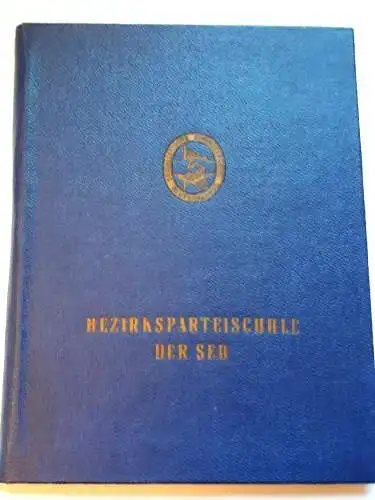 BEZIRKSPARTEISCHULE
DER SED